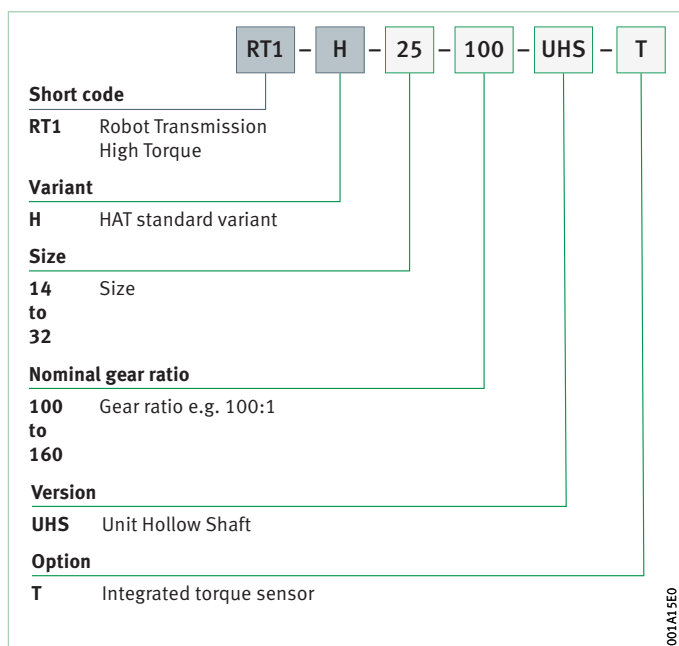 RT1 – H – 25 – 100 – UHS – T
Short code
RT1 Robot Transmission
High Torque
Variant
H HAT standard variant
Size
14 Size
to
32
Nominal gear ratio
100 Gear ratio e.g. 100:1
to
160
Version
UHS Unit Hollow Shaft
Option
T Integrated torque sensor
001A15E0